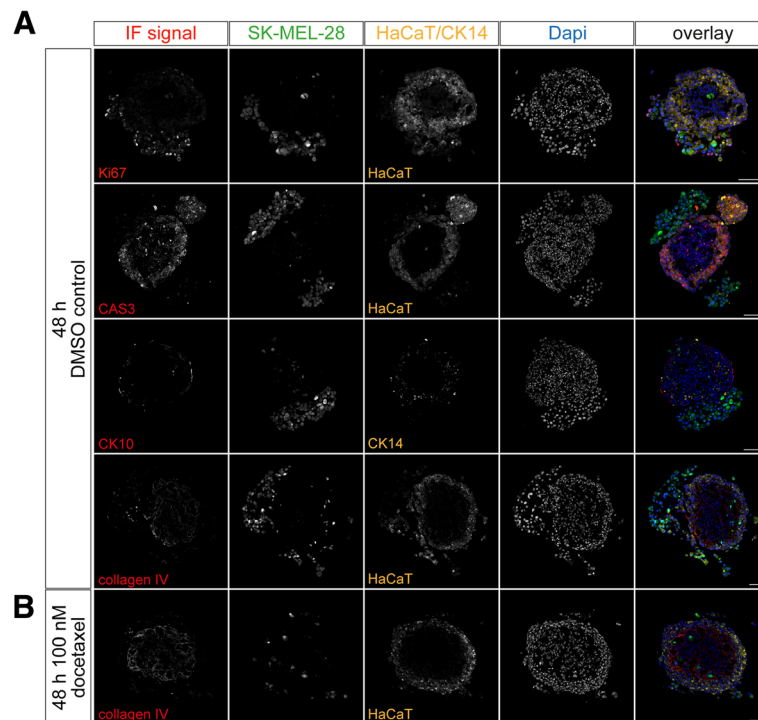 A
IF signal SK-MEL-28 HaCaT/CK14 Dapi overlay
48 h
DMSO control
Ki67 HaCaT
CAS3 HaCaT
CK10 CK14
collagen IV HaCaT
B
48 h 100 nM
docetaxel
collagen IV HaCaT